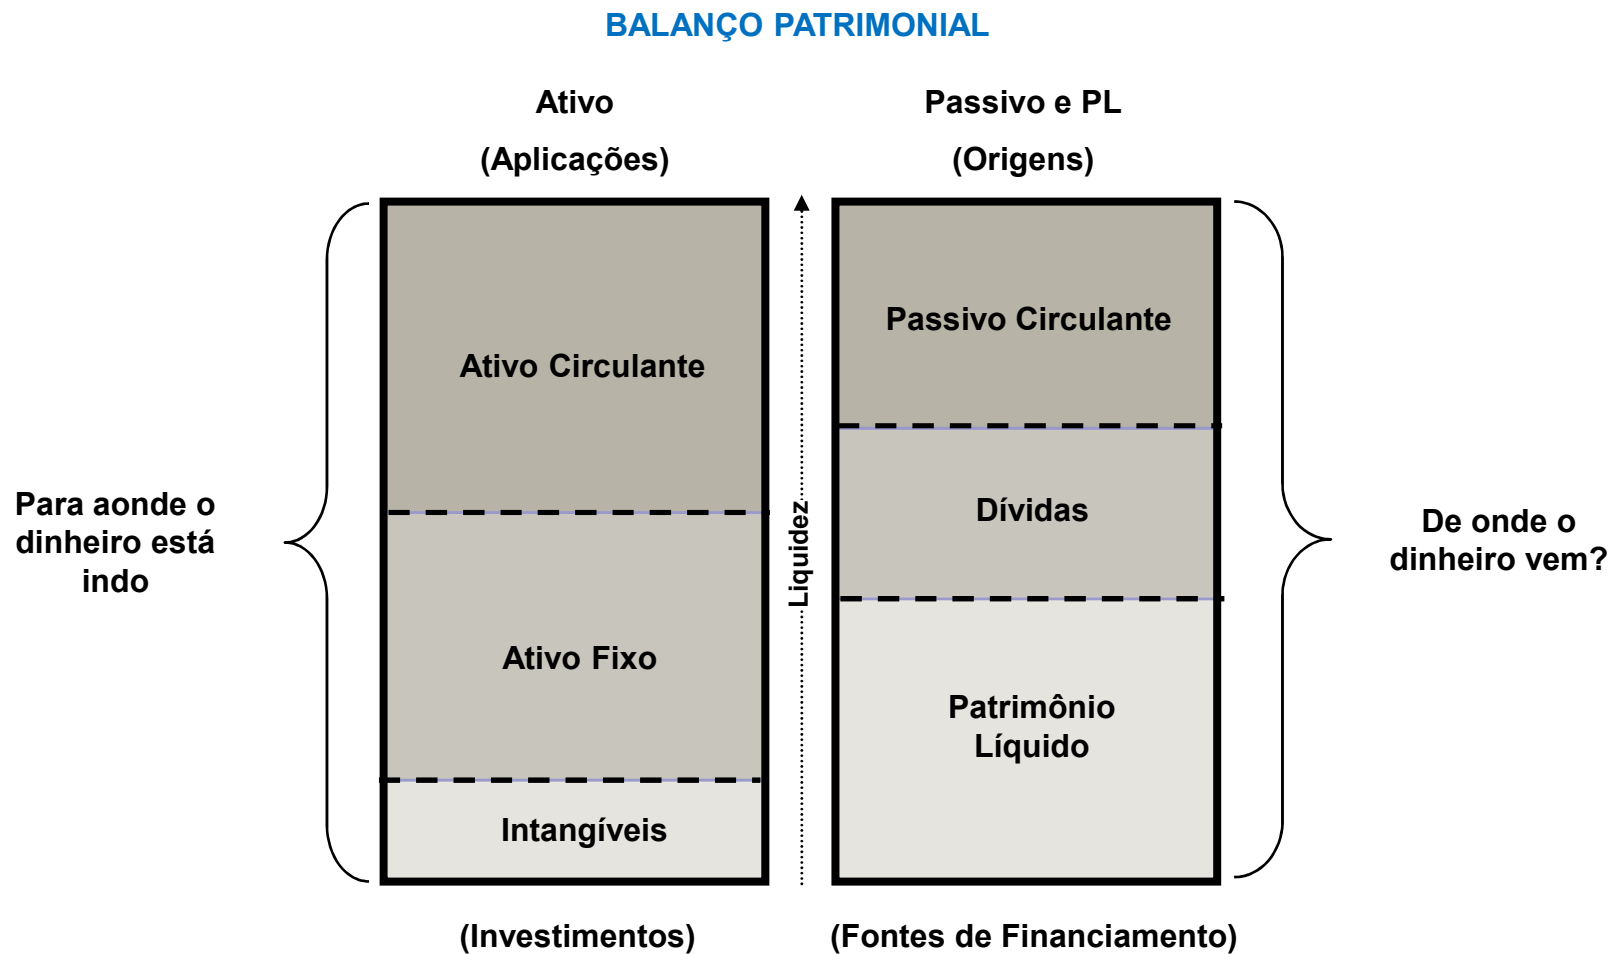 BALANÇO PATRIMONIAL
Ativo
(Aplicações)
Passivo e PL
(Origens)
Para aonde o
dinheiro está
indo
Ativo Circulante
Ativo Fixo
Intangíveis
Liquidez
Passivo Circulante
Dívidas
Patrimônio
Líquido
De onde o
dinheiro vem?
(Investimentos)
(Fontes de Financiamento)